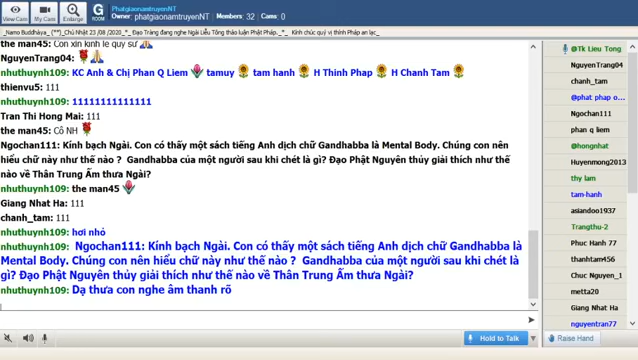 View Cam
My Cam
Enlarge
G
ROOM
phatgiaonamtruyenNT
Owner: phatgiaonamtruyenNT Members: 32 Cams: 0
_Namo Buddhāya_ (**)_Chủ Nhật 23 /08 /2020_* _Đạo Tràng đang nghe Ngài Liễu Tông thảo luận Phật Pháp._*_ Kính chúc quý vị thính Pháp an lạc_
the man45: Con xin kính lễ quý sư
NguyenTrang04:
nhuthuynh109: KC Anh & Chị Phan Q Liem tamuy tam hanh H Thinh Phap H Chanh Tam
thienvu5: 111
nhuthuynh109: 11111111111111
Tran Thi Hong Mai: 111
the man45: Cô NH
Ngochan111: Kính bạch Ngài. Con có thấy một sách tiếng Anh dịch chữ Gandhabba là Mental Body. Chúng con nên
hiểu chữ này như thế nào ? Gandhabba của một người sau khi chết là gì? Đạo Phật Nguyên thủy giải thích như thế
nào về Thân Trung Ấm thưa Ngài?
nhuthuynh109: the man45
Giang Nhat Ha: 111
chanh_tam: 111
nhuthuynh109: hơi nhỏ
nhuthuynh109: Ngochan111: Kính bạch Ngài. Con có thấy một sách tiếng Anh dịch chữ Gandhabba là
Mental Body. Chúng con nên hiểu chữ này như thế nào ? Gandhabba của một người sau khi chết là
gì? Đạo Phật Nguyên thủy giải thích như thế nào về Thân Trung Ấm thưa Ngài?
nhuthuynh109: Dạ thưa con nghe âm thanh rõ
Hold to Talk
@Tk Lieu Tong
NguyenTrang04
chanh_tam
@phat phap o...
Ngochan111
phan q liem
@hongnhat
Huyenmong2013
thy lam
tam-hanh
asiandoo1937
Trangthu-2
Phuc Hanh 77
thanhtam456
Chuc Nguyen_1
metta20
Giang Nhat Ha
nguyentran77
Raise Hand